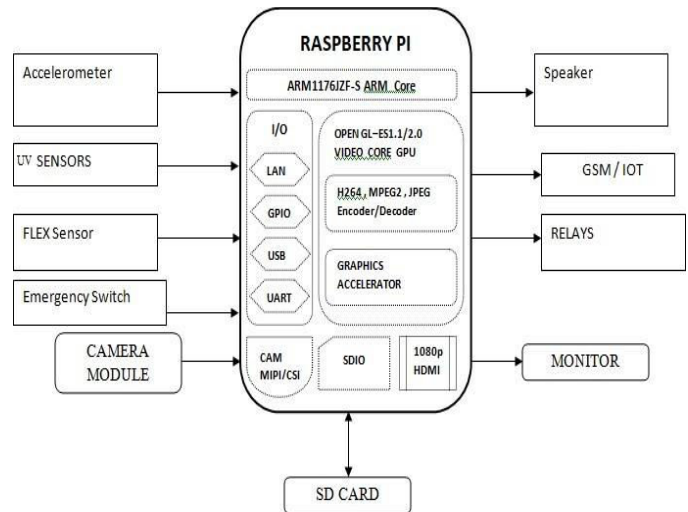 RASPBERRY PI
ARM1176JZF-S ARM Core
Accelerometer
UV SENSORS
FLEX Sensor
Emergency Switch
CAMERA
MODULE
I/O
LAN
GPIO
USB
UART
OPEN GL-ES1.1/2.0
VIDEO CORE GPU
H264, MPEG2, JPEG
Encoder/Decoder
GRAPHICS
ACCELERATOR
CAM
MIPI/CSI
SDIO
1080p
HDMI
Speaker
GSM / IOT
RELAYS
MONITOR
SD CARD